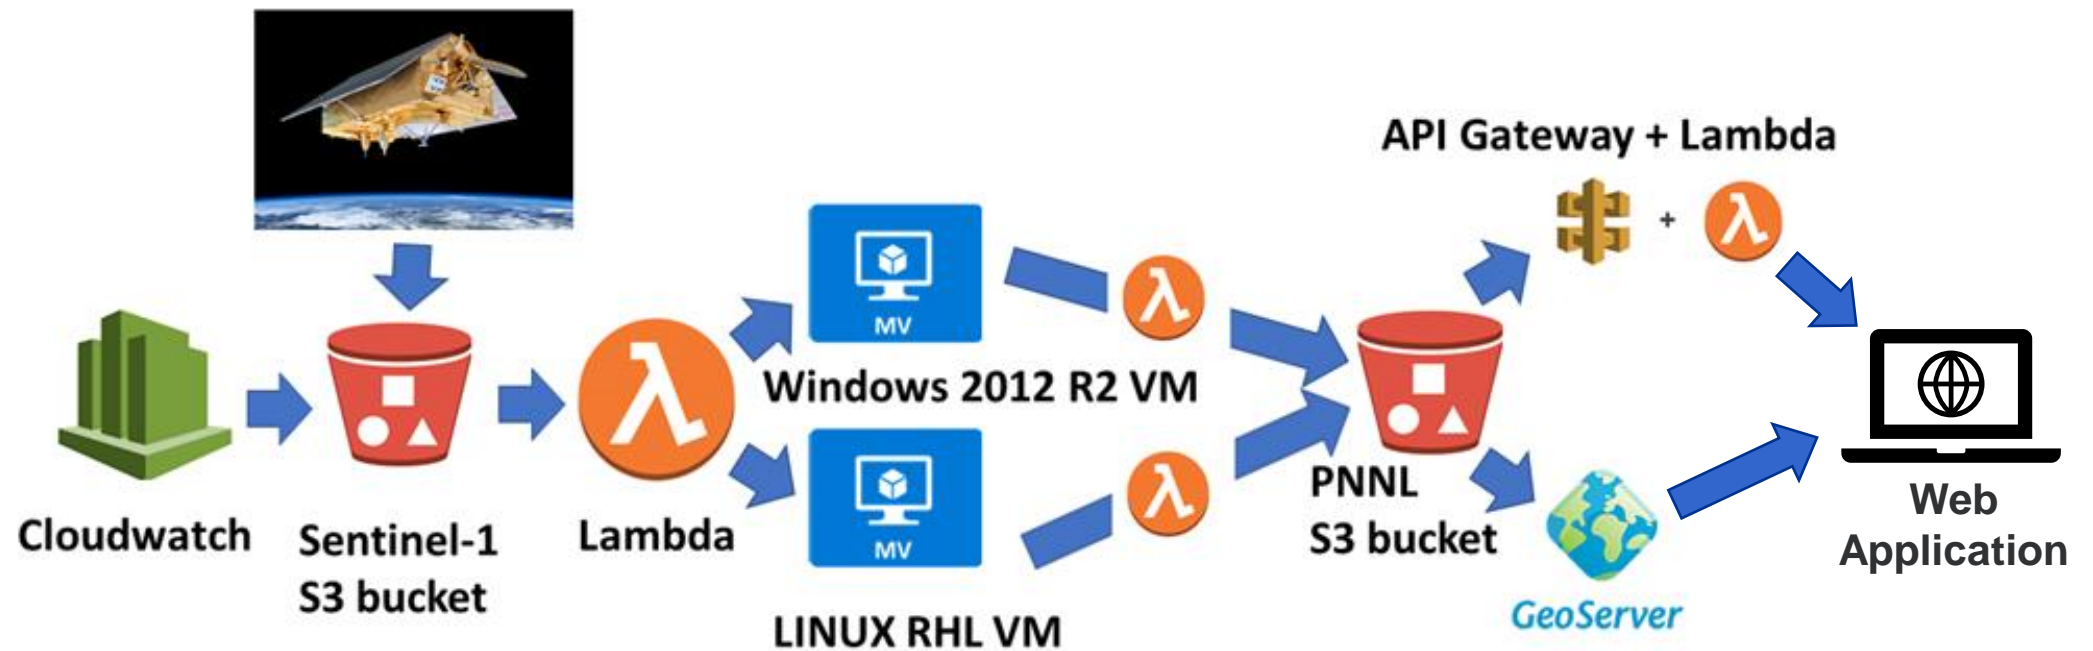 API Gateway + Lambda
+
MV
Windows 2012 R2 VM
MV
LINUX RHL VM
Cloudwatch
Sentinel-1
S3 bucket
Lambda
PNNL
S3 bucket
GeoServer
Web
Application